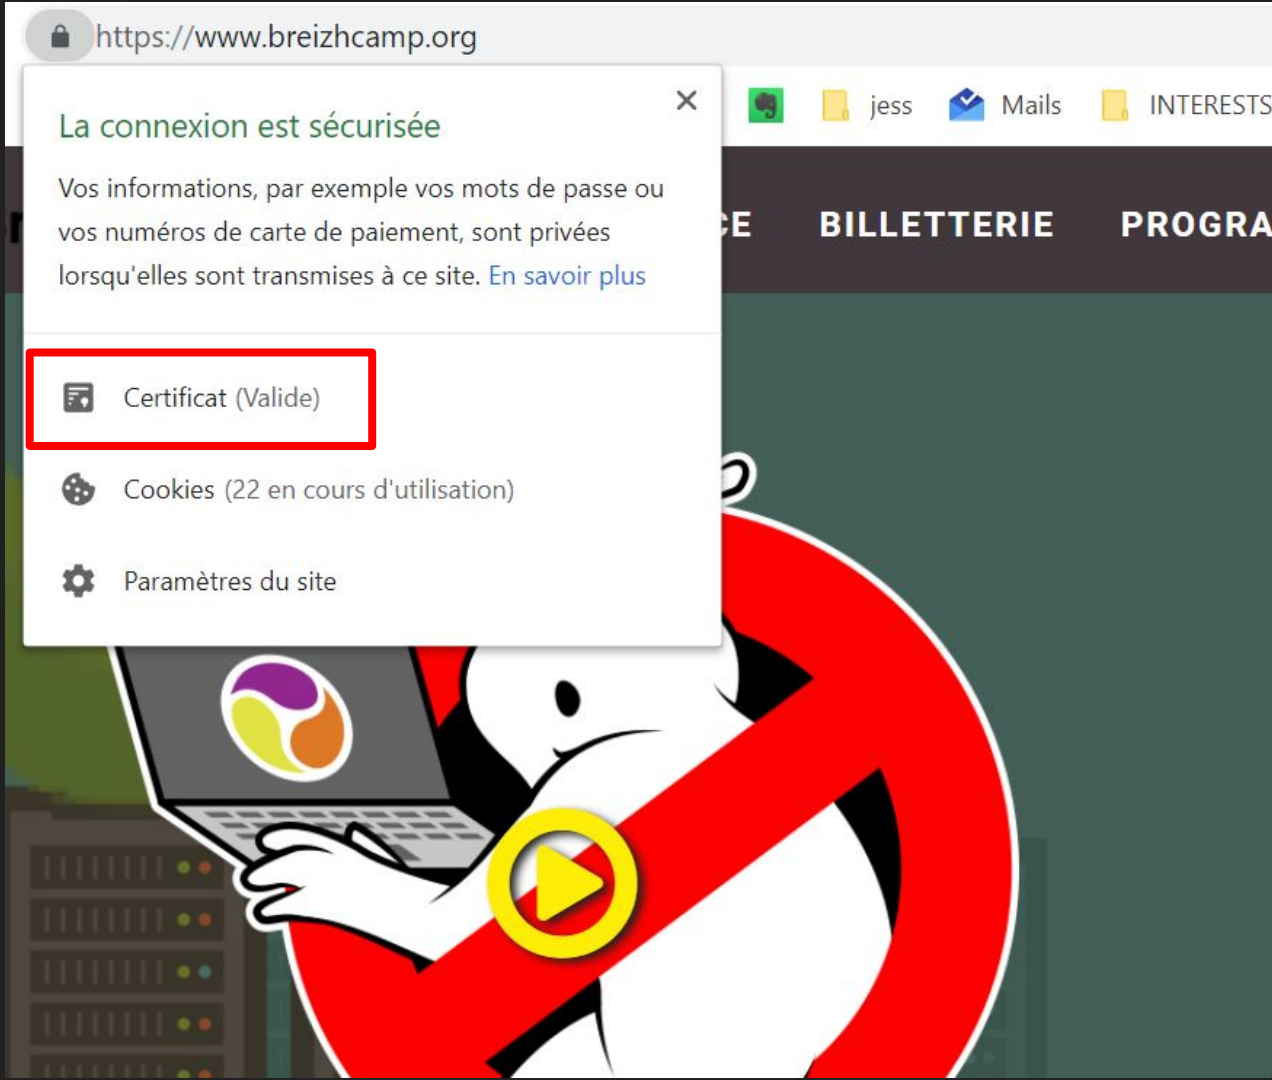 https://www.breizhcamp.org
jess
Mails
INTERESTS
La connexion est sécurisée
Vos informations, par exemple vos mots de passe ou
vos numéros de carte de paiement, sont privées
lorsqu'elles sont transmises à ce site. En savoir plus
CE BILLETTERIE PROGRA
Certificat (Valide)
Cookies (22 en cours d'utilisation)
Paramètres du site